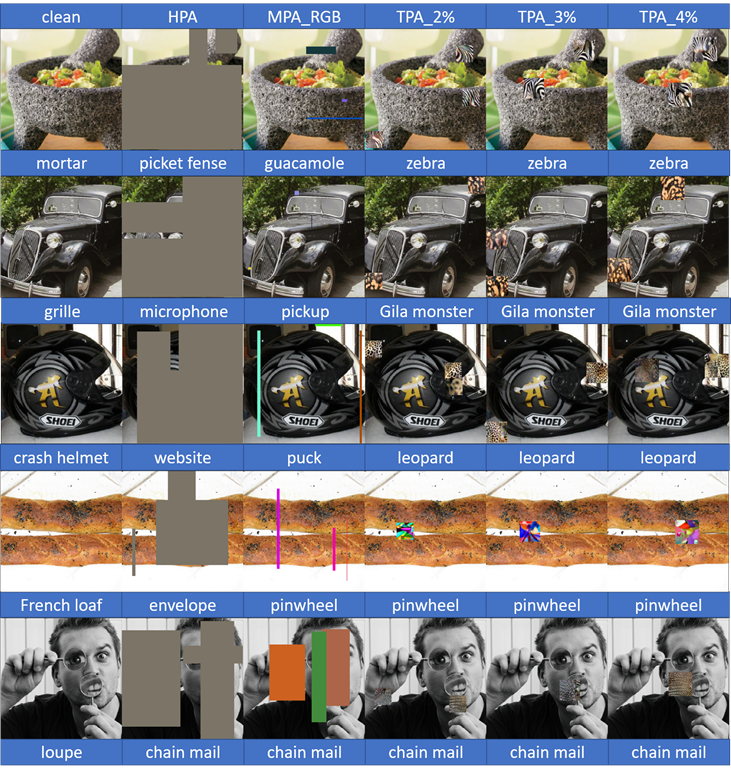 clean HPA MPA_RGB TPA_2% TPA_3% TPA_4%
mortar picket fense guacamole zebra zebra zebra
grille microphone pickup Gila monster Gila monster Gila monster
A A A A A
SHOEI SHOEI SHOEI SHOEI SHOEI
crash helmet website puck leopard leopard leopard
French loaf envelope pinwheel pinwheel pinwheel pinwheel
loupe chain mail chain mail chain mail chain mail chain mail